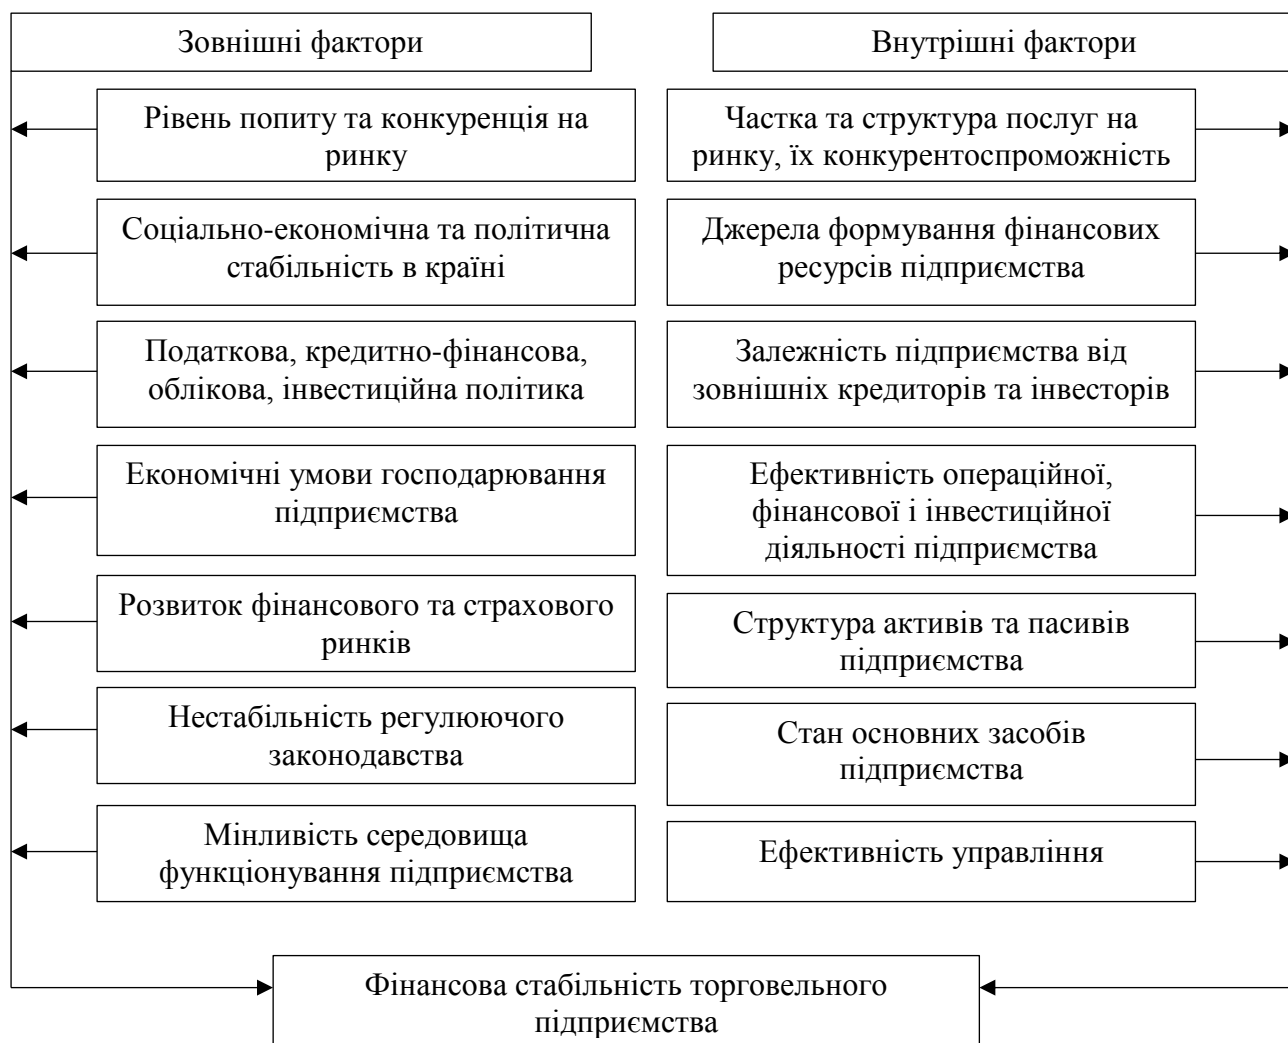 Зовнішні фактори
Внутрішні фактори
Рівень попиту та конкуренція на
ринку
Частка та структура послуг на
ринку, їх конкурентоспроможність
Соціально-економічна та політична
стабільність в країні
Джерела формування фінансових
ресурсів підприємства
Податкова, кредитно-фінансова,
облікова, інвестиційна політика
Залежність підприємства від
зовнішніх кредиторів та інвесторів
Економічні умови господарювання
підприємства
Ефективність операційної,
фінансової і інвестиційної
діяльності підприємства
Розвиток фінансового та страхового
ринків
Структура активів та пасивів
підприємства
Нестабільність регулюючого
законодавства
Стан основних засобів
підприємства
Мінливість середовища
функціонування підприємства
Ефективність управління
Фінансова стабільність торговельного
підприємства